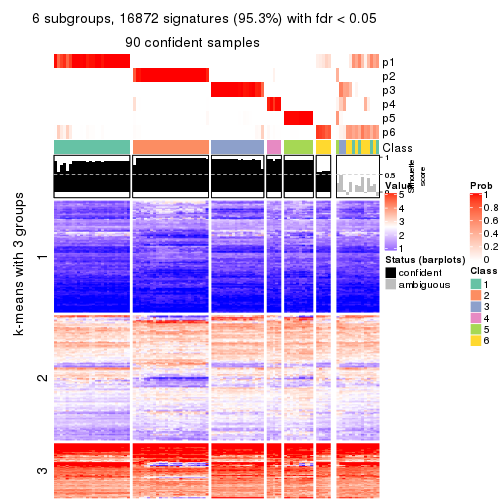 6 subgroups, 16872 signatures (95.3%) with fdr < 0.05
90 confident samples
p1
p2
p3
p4
p5
p6
Class
1
0.5
0
Silhouette
score
k-means with 3 groups
1
2
3
Value
5
4
3
2
1
Status (barplots)
confident
ambiguous
Prob
1
0.8
0.6
0.4
0.2
0
Class
1
2
3
4
5
6